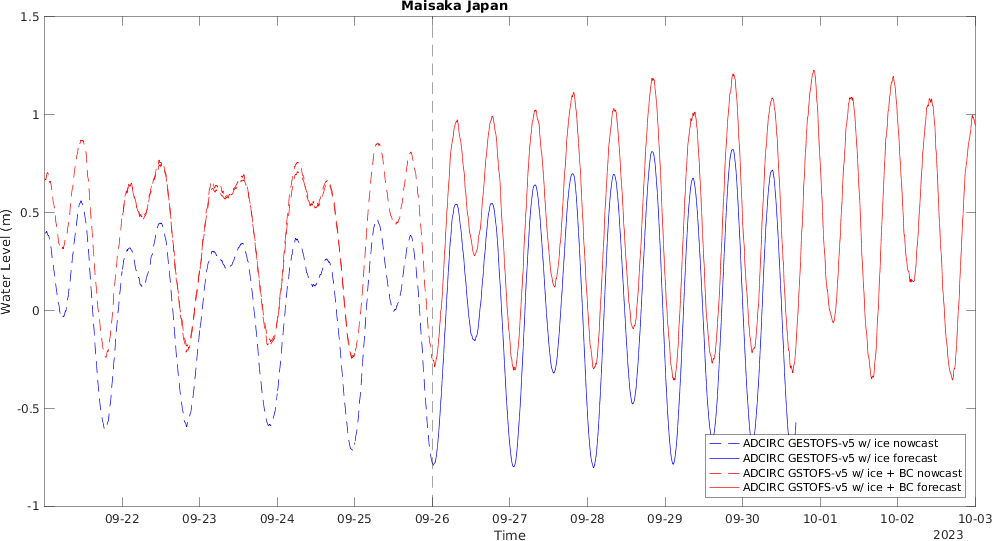 Maisaka Japan
1.5
1
0.5
0
-0.5
-1
Water Level (m)
ADCIRC GESTOFS-v5 w/ ice nowcast
ADCIRC GESTOFS-v5 w/ ice forecast
ADCIRC GSTOFS-v5 w/ ice + BC nowcast
ADCIRC GSTOFS-v5 w/ ice + BC forecast
09-22 09-23 09-24 09-25 09-26 09-27 09-28 09-29 09-30 10-01 10-02 10-03
Time
2023